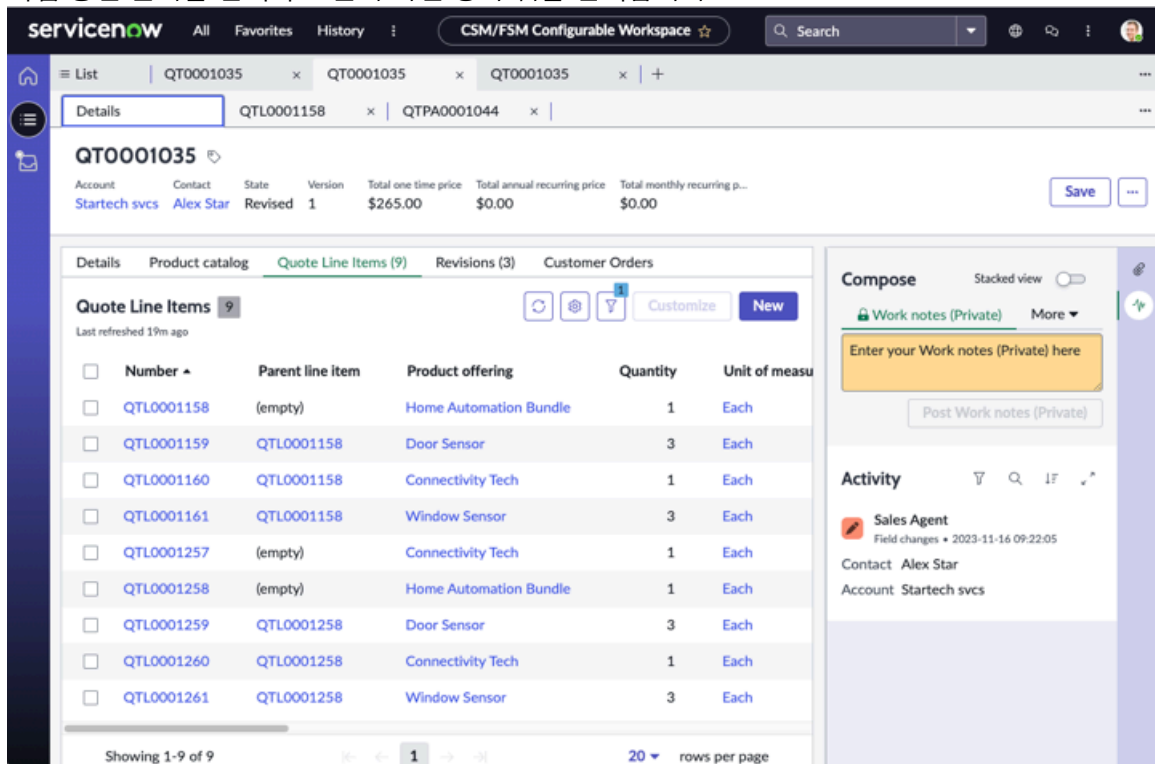 servicenow All Favorites History CSM/FSM Configurable Workspace Search
List QT0001035 QT0001035 QT0001035
Details QTL0001158 QTPA0001044
QT0001035
Account Contact State Version Total one time price Total annual recurring price Total monthly recurring p...
Startech svcs Alex Star Revised 1 $265.00 $0.00 $0.00
Save
Details Product catalog Quote Line Items (9) Revisions (3) Customer Orders
Quote Line Items 9
Last refreshed 19m ago
1
Customize New
Number Parent line item Product offering Quantity Unit of measu
QTL0001158 (empty) Home Automation Bundle 1 Each
QTL0001159 QTL0001158 Door Sensor 3 Each
QTL0001160 QTL0001158 Connectivity Tech 1 Each
QTL0001161 QTL0001158 Window Sensor 3 Each
QTL0001257 (empty) Connectivity Tech 1 Each
QTL0001258 (empty) Home Automation Bundle 1 Each
QTL0001259 QTL0001258 Door Sensor 3 Each
QTL0001260 QTL0001258 Connectivity Tech 1 Each
QTL0001261 QTL0001258 Window Sensor 3 Each
Showing 1-9 of 9 1 20 rows per page
Compose Stacked view
Work notes (Private) More
Enter your Work notes (Private) here
Post Work notes (Private)
Activity
Sales Agent
Field changes • 2023-11-16 09:22:05
Contact Alex Star
Account Startech svcs